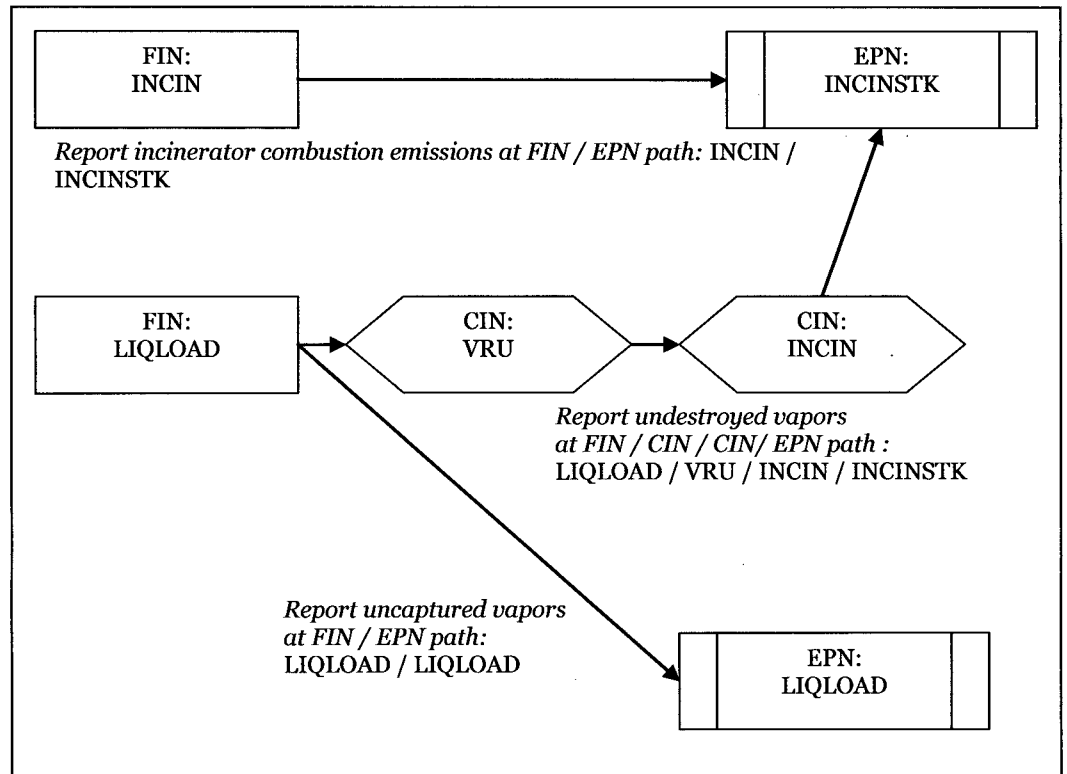 FIN:
INCIN
EPN:
INCINSTK
Report incinerator combustion emissions at FIN / EPN path: INCIN /
INCINSTK
FIN:
LIQLOAD
CIN:
VRU
CIN:
INCIN
Report undestroyed vapors
at FIN / CIN / CIN/ EPN path :
LIQLOAD / VRU / INCIN / INCINSTK
Report uncaptured vapors
at FIN / EPN path:
LIQLOAD / LIQLOAD
EPN:
LIQLOAD